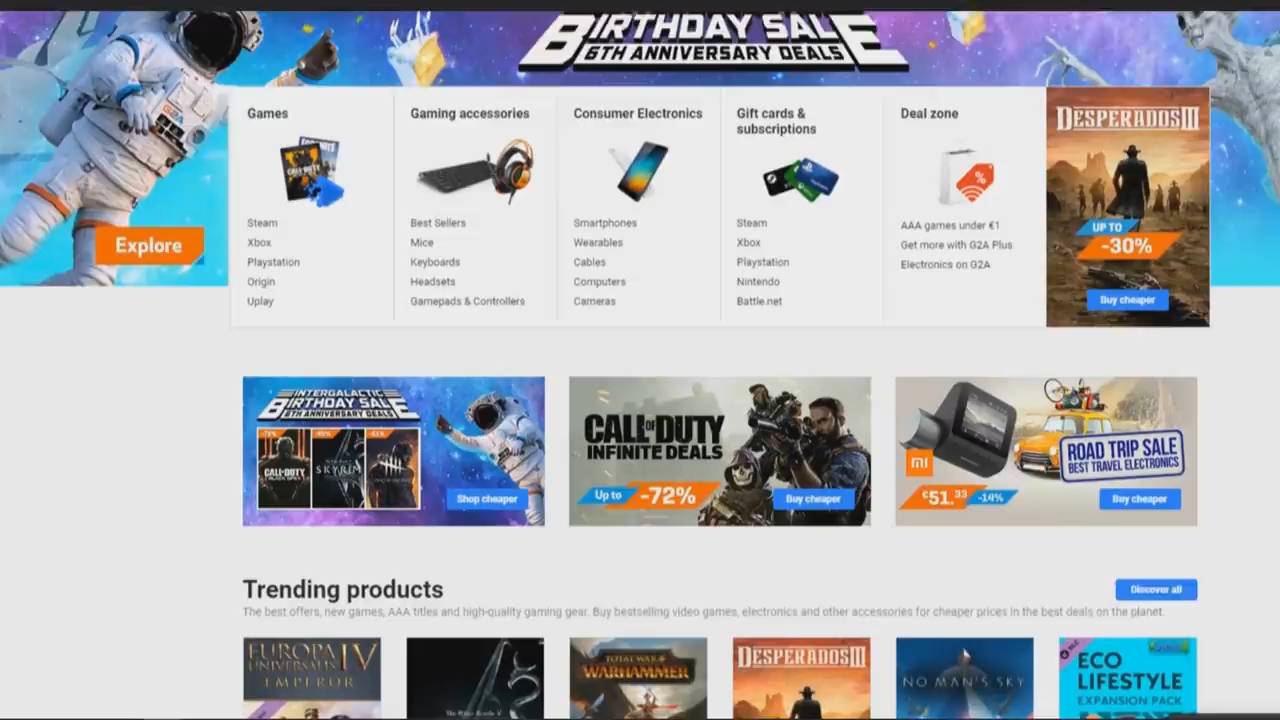 BIRTHDAY SALE
6TH ANNIVERSARY DEALS
G2A
Explore
Games
Steam
Xbox
Playstation
Origin
Uplay
Gaming accessories
Best Sellers
Mice
Keyboards
Headsets
Gamepads & Controllers
Consumer Electronics
Smartphones
Wearables
Cables
Computers
Cameras
Gift cards &
subscriptions
Steam
Xbox
Playstation
Nintendo
Battle.net
Deal zone
AAA games under €1
Get more with G2A Plus
Electronics on G2A
DESPERADOS III
UP TO
-30%
Buy cheaper
INTERGALACTIC
BIRTHDAY SALE
6TH ANNIVERSARY DEALS
CALL OF DUTY
SKYRIM
Shop cheaper
CALL OF DUTY
INFINITE DEALS
Up to -72%
Buy cheaper
MI
ROAD TRIP SALE
BEST TRAVEL ELECTRONICS
€51.33 -14%
Buy cheaper
Trending products
Discover all
The best offers, new games, AAA titles and high-quality gaming gear. Buy bestselling video games, electronics and other accessories for cheaper prices in the best deals on the planet.
EUROPA
UNIVERSALIS IV
EMPEROR
TOTAL WAR
WARHAMMER
DESPERADOS III
NO MAN'S SKY
DLC
ECO
LIFESTYLE
EXPANSION PACK